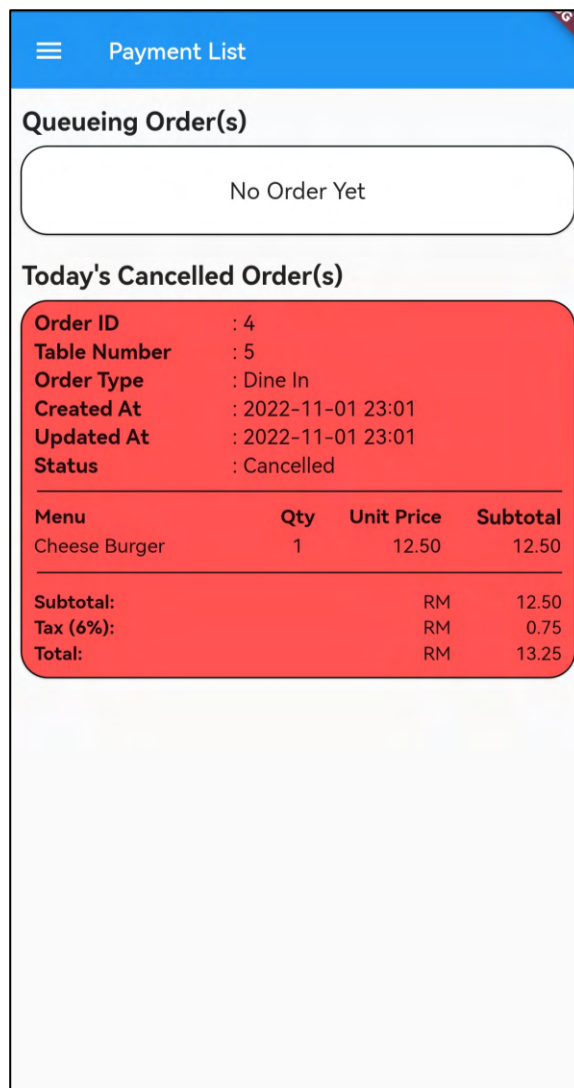 Payment List
Queueing Order(s)
No Order Yet
Today's Cancelled Order(s)
Order ID : 4
Table Number : 5
Order Type : Dine In
Created At : 2022-11-01 23:01
Updated At : 2022-11-01 23:01
Status : Cancelled
Menu Qty Unit Price Subtotal
Cheese Burger 1 12.50 12.50
Subtotal: RM 12.50
Tax (6%): RM 0.75
Total: RM 13.25